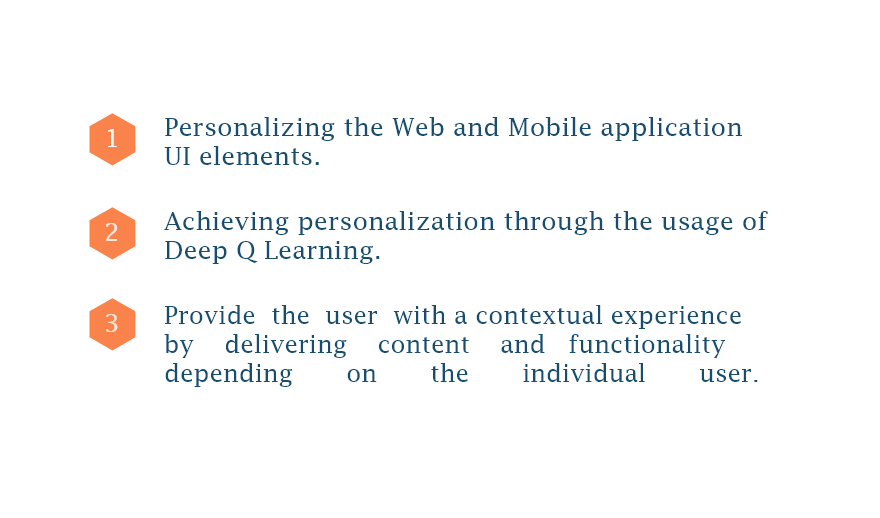 1
Personalizing the Web and Mobile application
UI elements.
2
Achieving personalization through the usage of
Deep Q Learning.
3
Provide the user with a contextual experience
by delivering content and functionality
depending on the individual user.